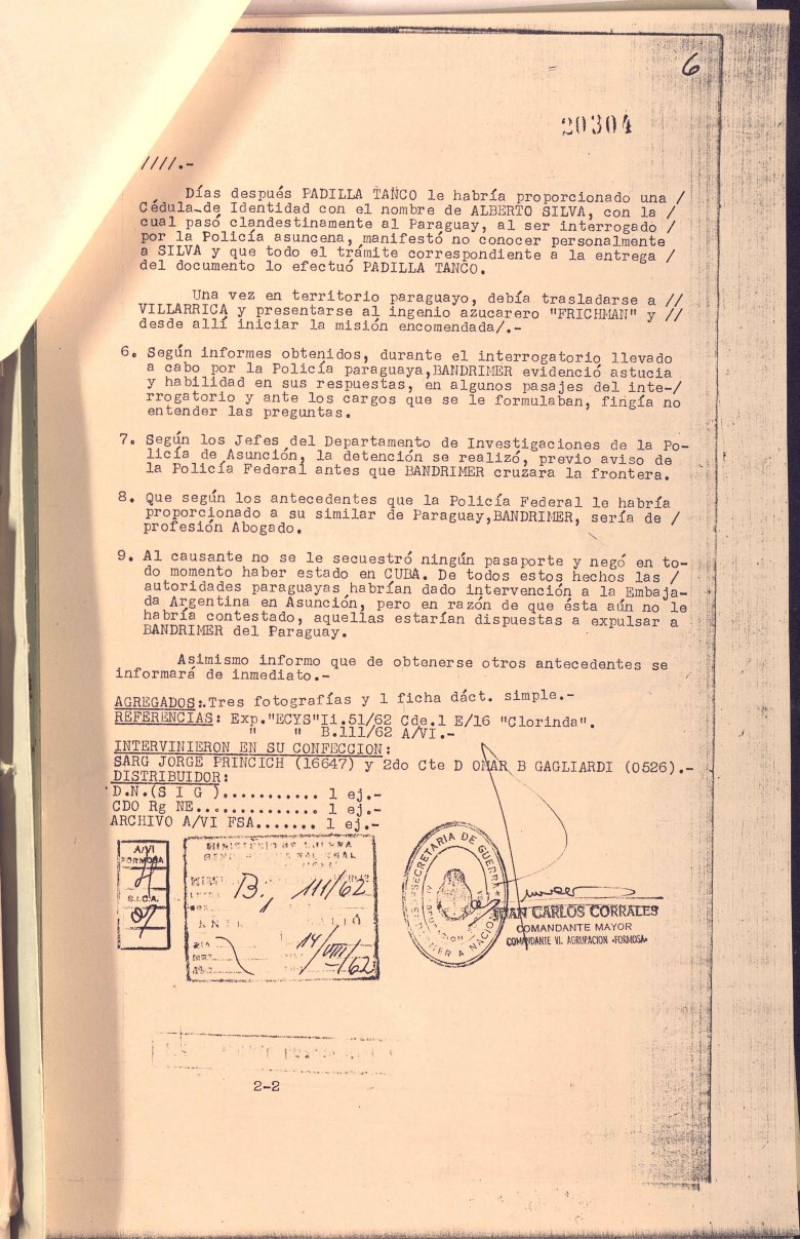 6
20304
////.-
Días después PADILLA TAÑCO le habría proporcionado una /
Cédula de Identidad con el nombre de ALBERTO SILVA, con la /
cual pasó clandestinamente al Paraguay, al ser interrogado /
por la Policía asuncena, manifestó no conocer personalmente
a SILVA y que todo el trámite correspondiente a la entrega /
del documento lo efectuó PADILLA TANCO.
Una vez en territorio paraguayo, debía trasladarse a //
VILLARRICA y presentarse al ingenio azucarero "FRICHMAN" y //
desde allí iniciar la misión encomendada/.-
6. Según informes obtenidos, durante el interrogatorio llevado
a cabo por la Policía paraguaya,BANDRIMER evidenció astucia
y habilidad en sus respuestas, en algunos pasajes del inte-/
rrogatorio y ante los cargos que se le formulaban, fingía no
entender las preguntas.
7. Según los Jefes del Departamento de Investigaciones de la Po-
licía de Asunción, la detención se realizó, previo aviso de
la Policía Federal antes que BANDRIMER cruzara la frontera.
8. Que según los antecedentes que la Policía Federal le habría
proporcionado a su similar de Paraguay,BANDRIMER, sería de /
profesión Abogado.
9. Al causante no se le secuestró ningún pasaporte y negó en to-
do momento haber estado en CUBA. De todos estos hechos las /
autoridades paraguayas habrían dado intervención a la Embaja-
da Argentina en Asunción, pero en razón de que ésta aún no le
habría contestado, aquellas estarían dispuestas a expulsar a
BANDRIMER del Paraguay.
Asimismo informo que de obtenerse otros antecedentes se
informará de inmediato.-
AGREGADOS:.Tres fotografías y 1 ficha dáct. simple.-
REFERENCIAS: Exp."ECYS"Ii.51/62 Cde.1 E/16 "Clorinda".
" " B.111/62 A/VI.-
INTERVINIERON EN SU CONFECCION:
SARG JORGE PRINCICH (16647) y 2do Cte D OMAR B GAGLIARDI (0526).-
DISTRIBUIDOR:
D.N.(S I G )........... 1 ej.-
CDO Rg NE.............. 1 ej.-
ARCHIVO A/VI FSA....... 1 ej.-
A/VI
FORMOSA
S.I.C.A.
07
B. 111/62
14/VIII/62
SECRETARIA DE GUERRA
JUAN CARLOS CORRALES
COMANDANTE MAYOR
COMANDANTE VI. AGRUPACION «FORMOSA»
2-2